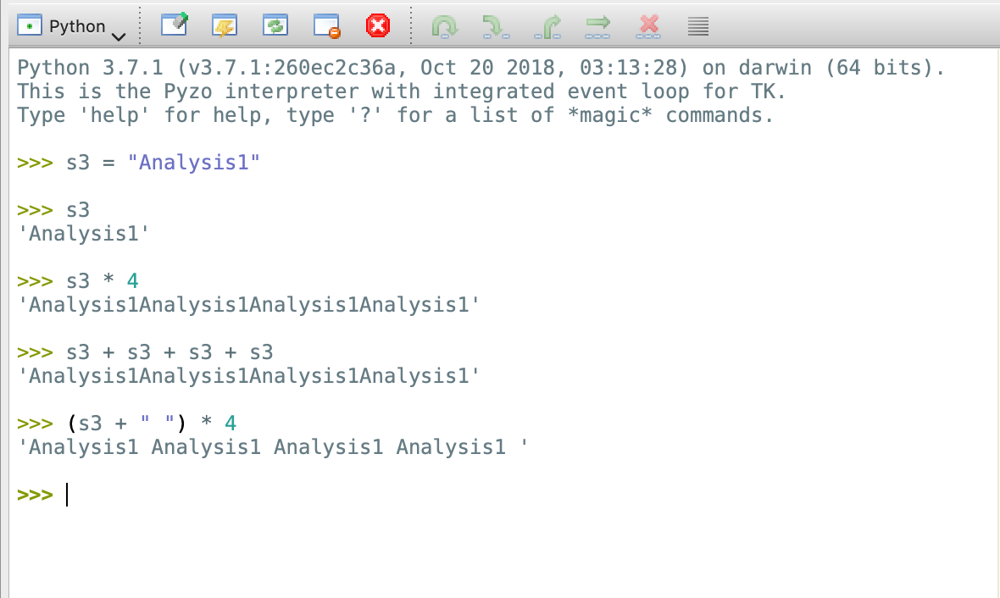 Python
Python 3.7.1 (v3.7.1:260ec2c36a, Oct 20 2018, 03:13:28) on darwin (64 bits).
This is the Pyzo interpreter with integrated event loop for TK.
Type 'help' for help, type '?' for a list of *magic* commands.
>>> s3 = "Analysis1"
>>> s3
'Analysis1'
>>> s3 * 4
'Analysis1Analysis1Analysis1Analysis1'
>>> s3 + s3 + s3 + s3
'Analysis1Analysis1Analysis1Analysis1'
>>> (s3 + " ") * 4
'Analysis1 Analysis1 Analysis1 Analysis1 '
>>>